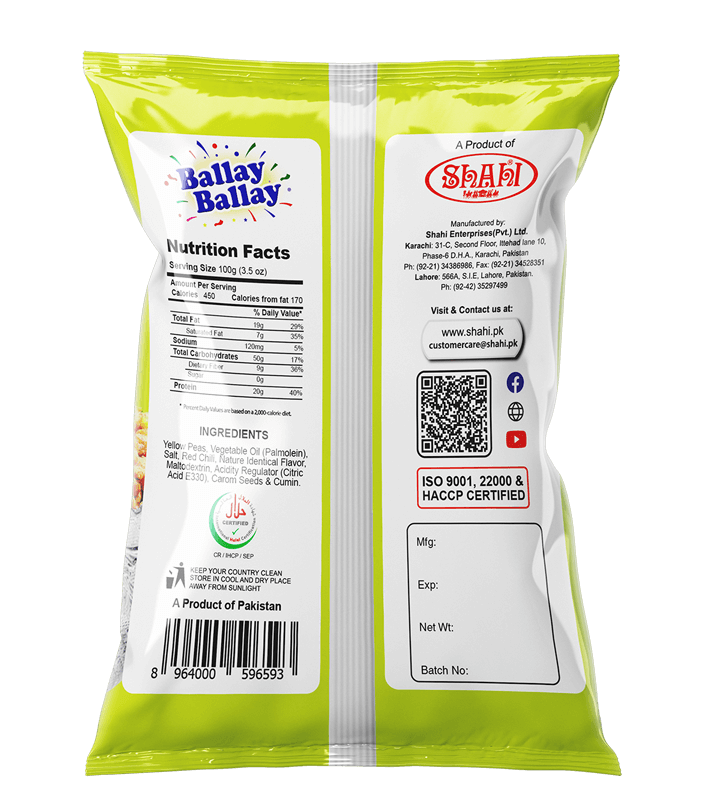 Ballay
Ballay
Nutrition Facts
Serving Size 100g (3.5 oz)
Amount Per Serving
Calories 450 Calories from fat 170
% Daily Value*
Total Fat 19g 29%
Saturated Fat 7g 35%
Sodium 120mg 5%
Total Carbohydrates 50g 17%
Dietary Fiber 9g 36%
Sugar 0g
Protein 20g 40%
* Percent Daily Values are based on a 2,000-calorie diet.
INGREDIENTS
Yellow Peas, Vegetable Oil (Palmolein),
Salt, Red Chili, Nature Identical Flavor,
Maltodextrin, Acidity Regulator (Citric
Acid E330), Carom Seeds & Cumin.
حلال
CERTIFIED
CR / IHCP / SEP
KEEP YOUR COUNTRY CLEAN
STORE IN COOL AND DRY PLACE
AWAY FROM SUNLIGHT
A Product of Pakistan
8 964000 596593
A Product of
SHAHI®
Manufactured by:
Shahi Enterprises(Pvt.) Ltd.
Karachi: 31-C, Second Floor, Ittehad lane 10,
Phase-6 D.H.A., Karachi, Pakistan
Ph: (92-21) 34386986, Fax: (92-21) 34528351
Lahore: 566A, S.I.E, Lahore, Pakistan.
Ph: (92-42) 35297499
Visit & Contact us at:
www.shahi.pk
customercare@shahi.pk
ISO 9001, 22000 &
HACCP CERTIFIED
Mfg:
Exp:
Net Wt:
Batch No: